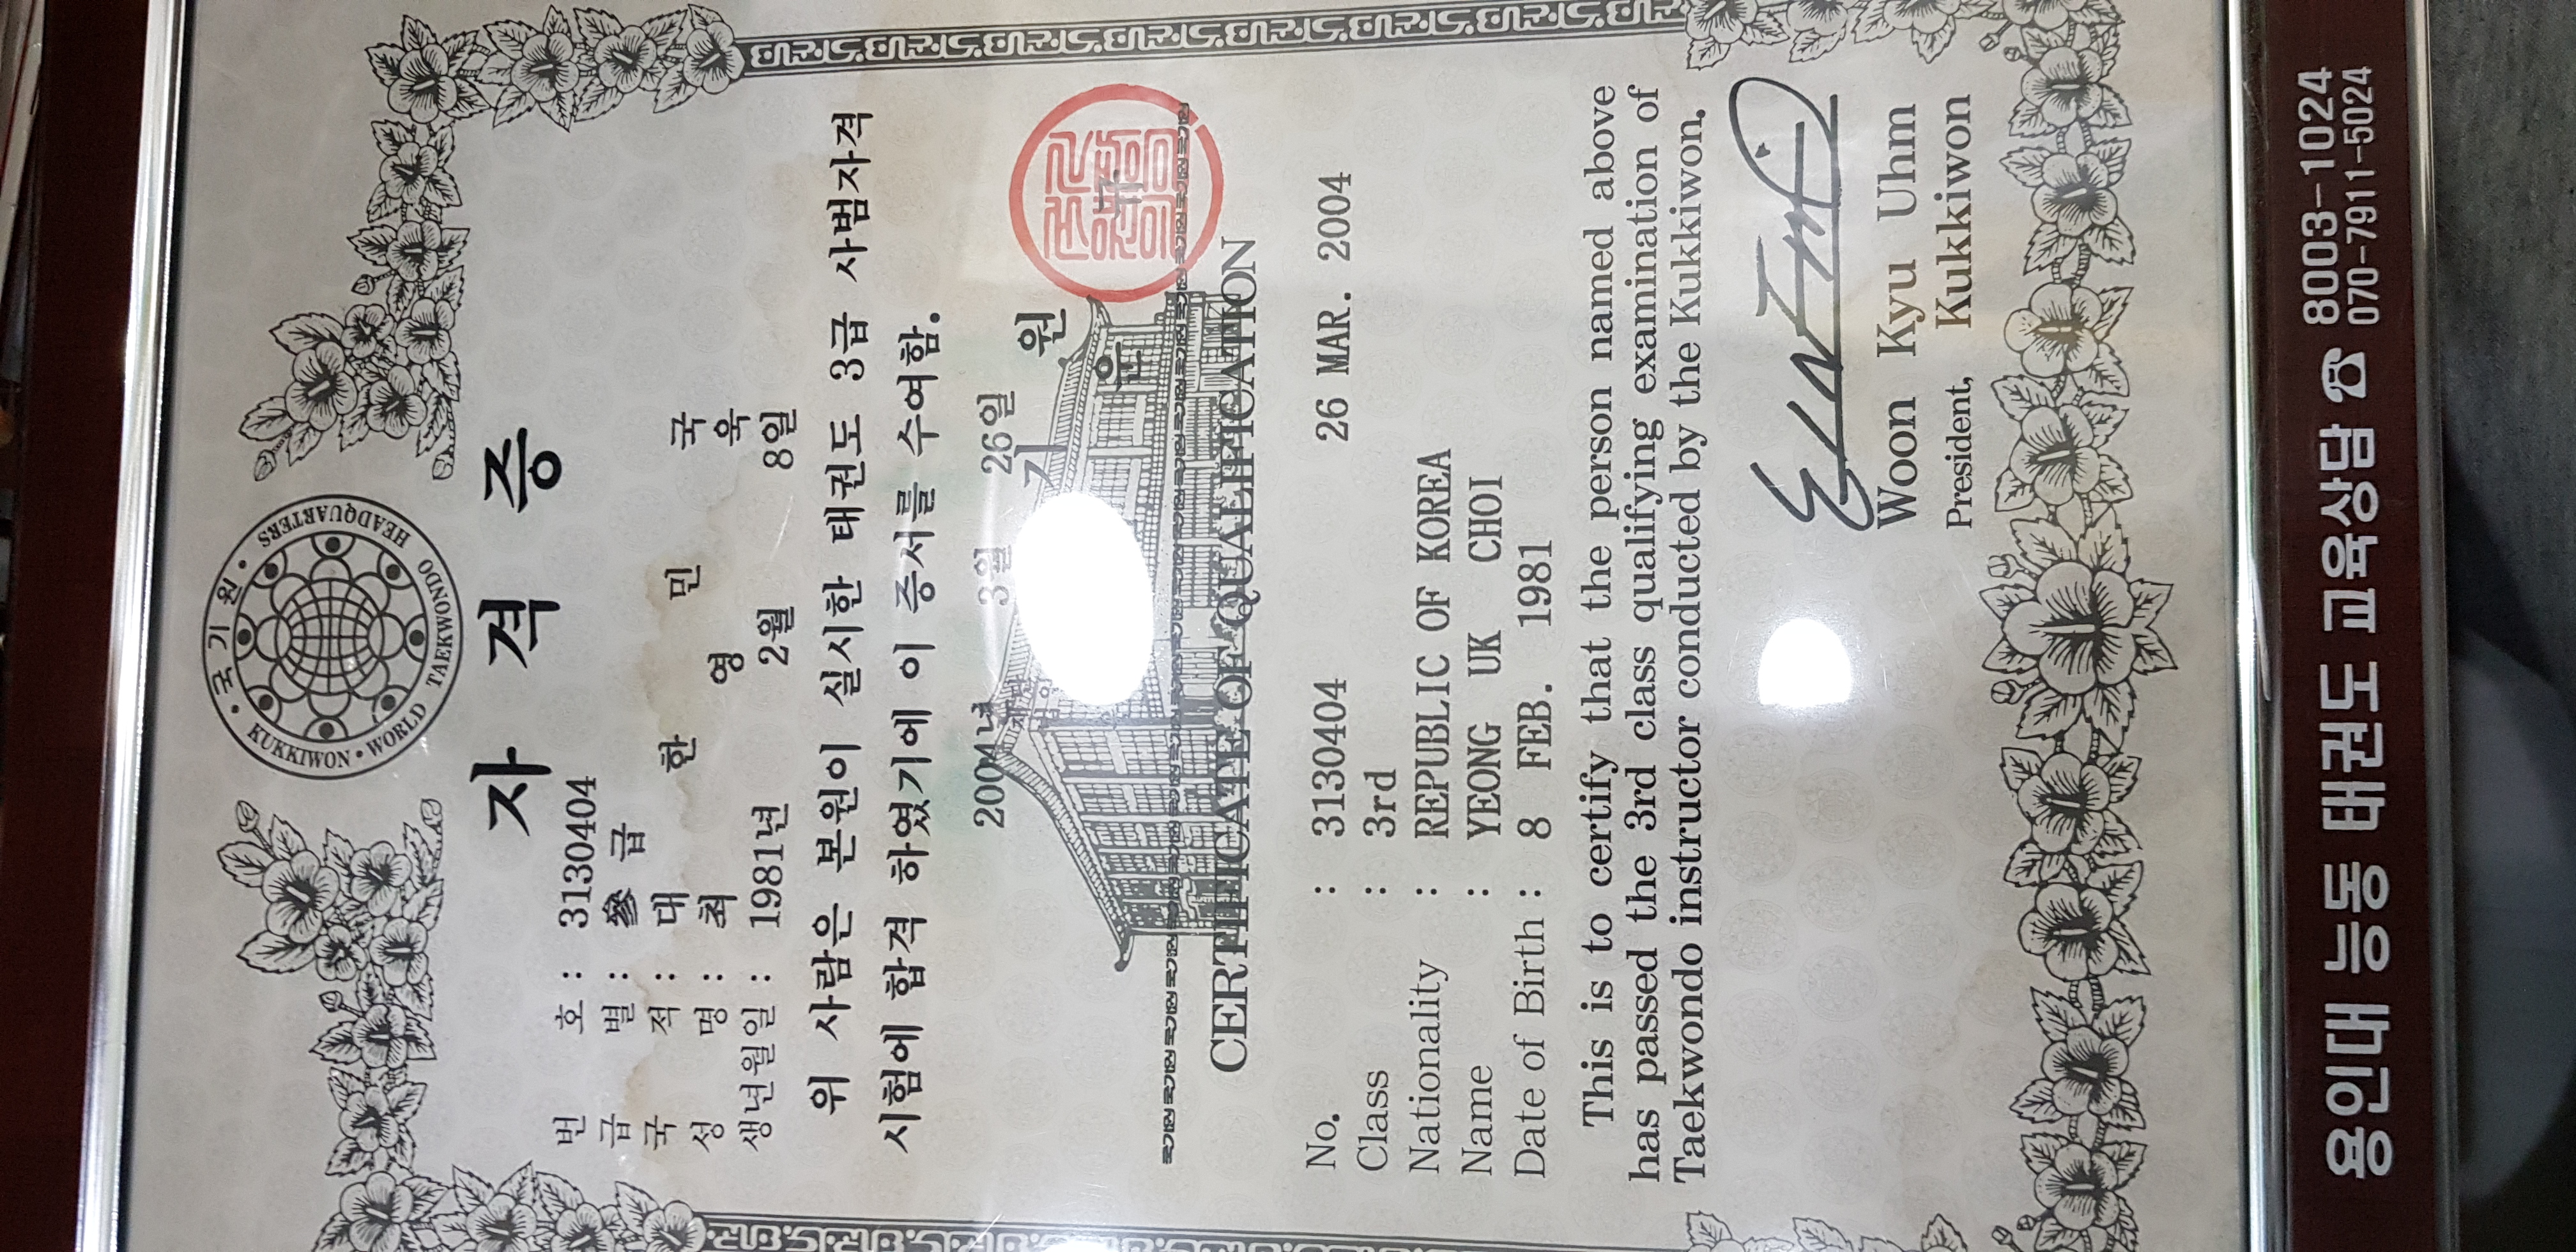 국기원
KUKKIWON • WORLD TAEKWONDO HEADQUARTERS
자 격 증
번 호 : 3130404
급 별 : 參 급
국 적 : 대 한 민 국
성 명 : 최 영 욱
생년월일 : 1981년 2월 8일
위 사람은 본원이 실시한 태권도 3급 사범자격
시험에 합격 하였기에 이 증서를 수여함.
2004년 3월 26일
기 원
윤 규
CERTIFICATE OF QUALIFICATION
No. : 3130404 26 MAR. 2004
Class : 3rd
Nationality : REPUBLIC OF KOREA
Name : YEONG UK CHOI
Date of Birth : 8 FEB. 1981
This is to certify that the person named above
has passed the 3rd class qualifying examination of
Taekwondo instructor conducted by the Kukkiwon.
Woon Kyu Uhm
President, Kukkiwon
용인대 능동 태권도 교육상담 ☎ 8003-1024
070-7911-5024